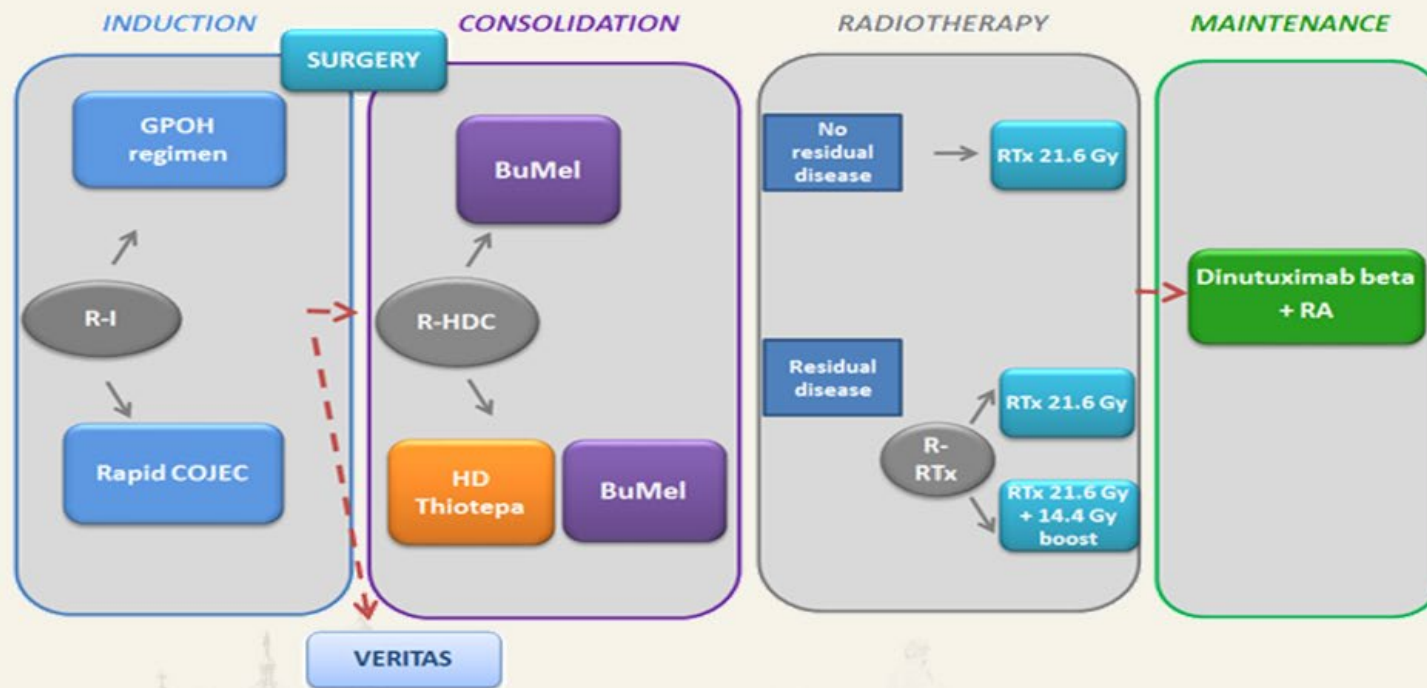 INDUCTION
CONSOLIDATION
RADIOTHERAPY
MAINTENANCE
SURGERY
GPOH
regimen
R-I
Rapid COJEC
BuMel
R-HDC
HD
Thiotepa
BuMel
VERITAS
No
residual
disease
RTx 21.6 Gy
Residual
disease
R-
RTx
RTx 21.6 Gy
RTx 21.6 Gy
+ 14.4 Gy
boost
Dinutuximab beta
+ RA